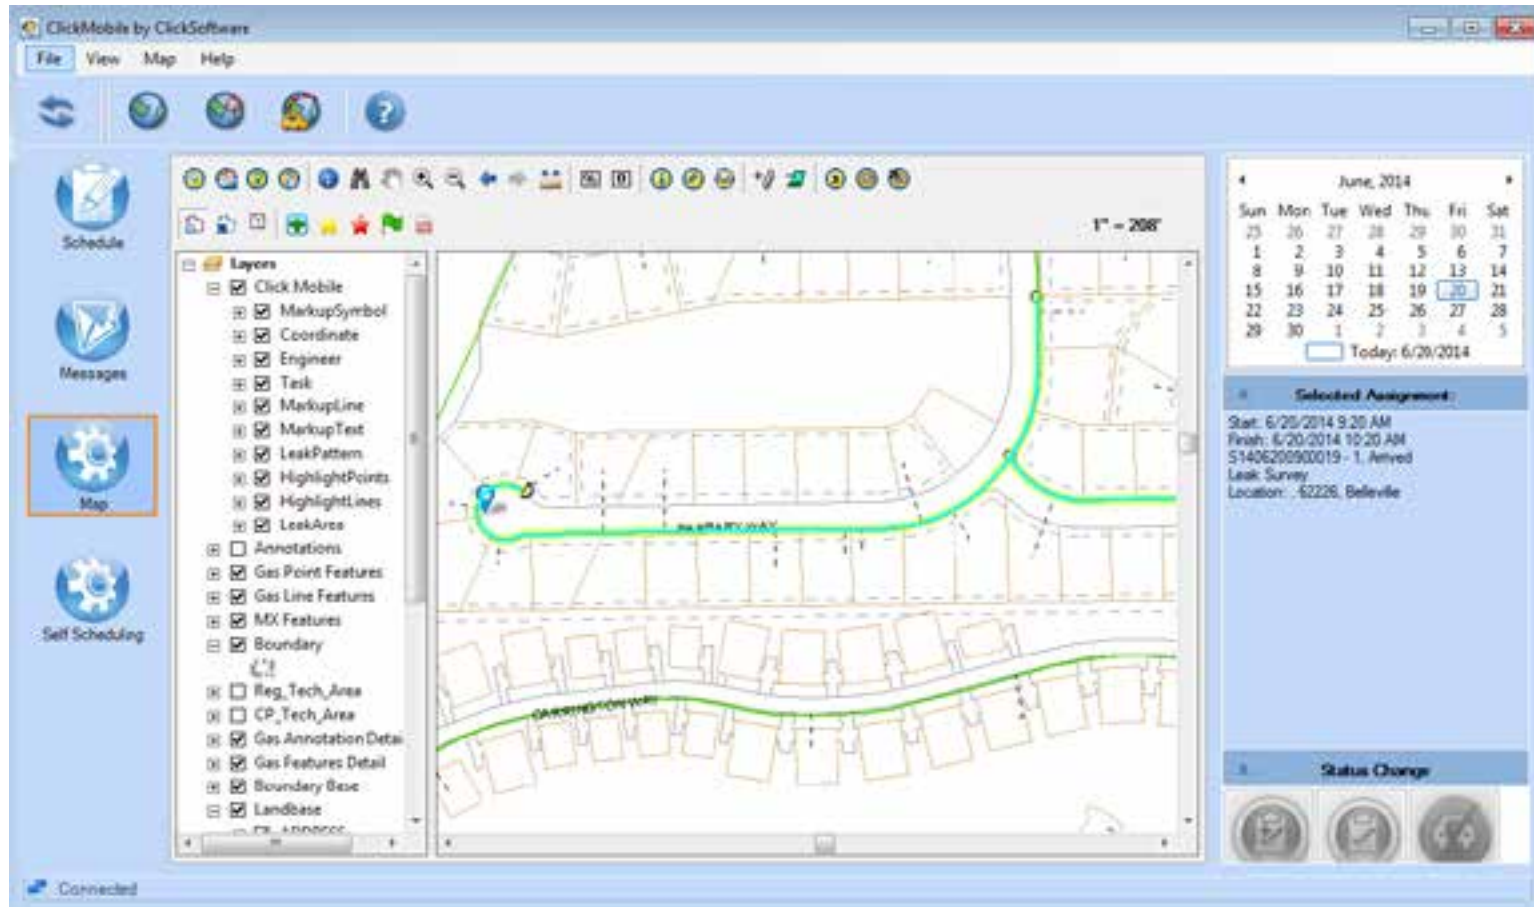 ClickMobile by ClickSoftware
File View Map Help
Schedule
Messages
Map
Self Scheduling
1" = 208'
Layers
Click Mobile
MarkupSymbol
Coordinate
Engineer
Task
MarkupLine
MarkupText
LeakPattern
HighlightPoints
HighlightLines
LeakArea
Annotations
Gas Point Features
Gas Line Features
MX Features
Boundary
Reg_Tech_Area
CP_Tech_Area
Gas Annotation Detai
Gas Features Detail
Boundary Base
Landbase
CARRINGTON WAY
June, 2014
Sun Mon Tue Wed Thu Fri Sat
25 26 27 28 29 30 31
1 2 3 4 5 6 7
8 9 10 11 12 13 14
15 16 17 18 19 20 21
22 23 24 25 26 27 28
29 30 1 2 3 4 5
Today: 6/20/2014
Selected Assignment:
Start: 6/20/2014 9:20 AM
Finish: 6/20/2014 10:20 AM
S1406200900019 - 1, Arrived
Leak Survey
Location: , 62226, Belleville
Status Change
Connected